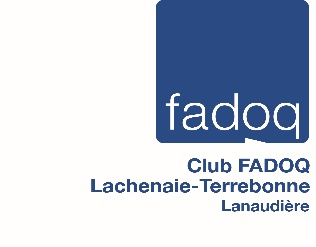 fadoq
Club FADOQ
Lachenaie-Terrebonne
Lanaudière